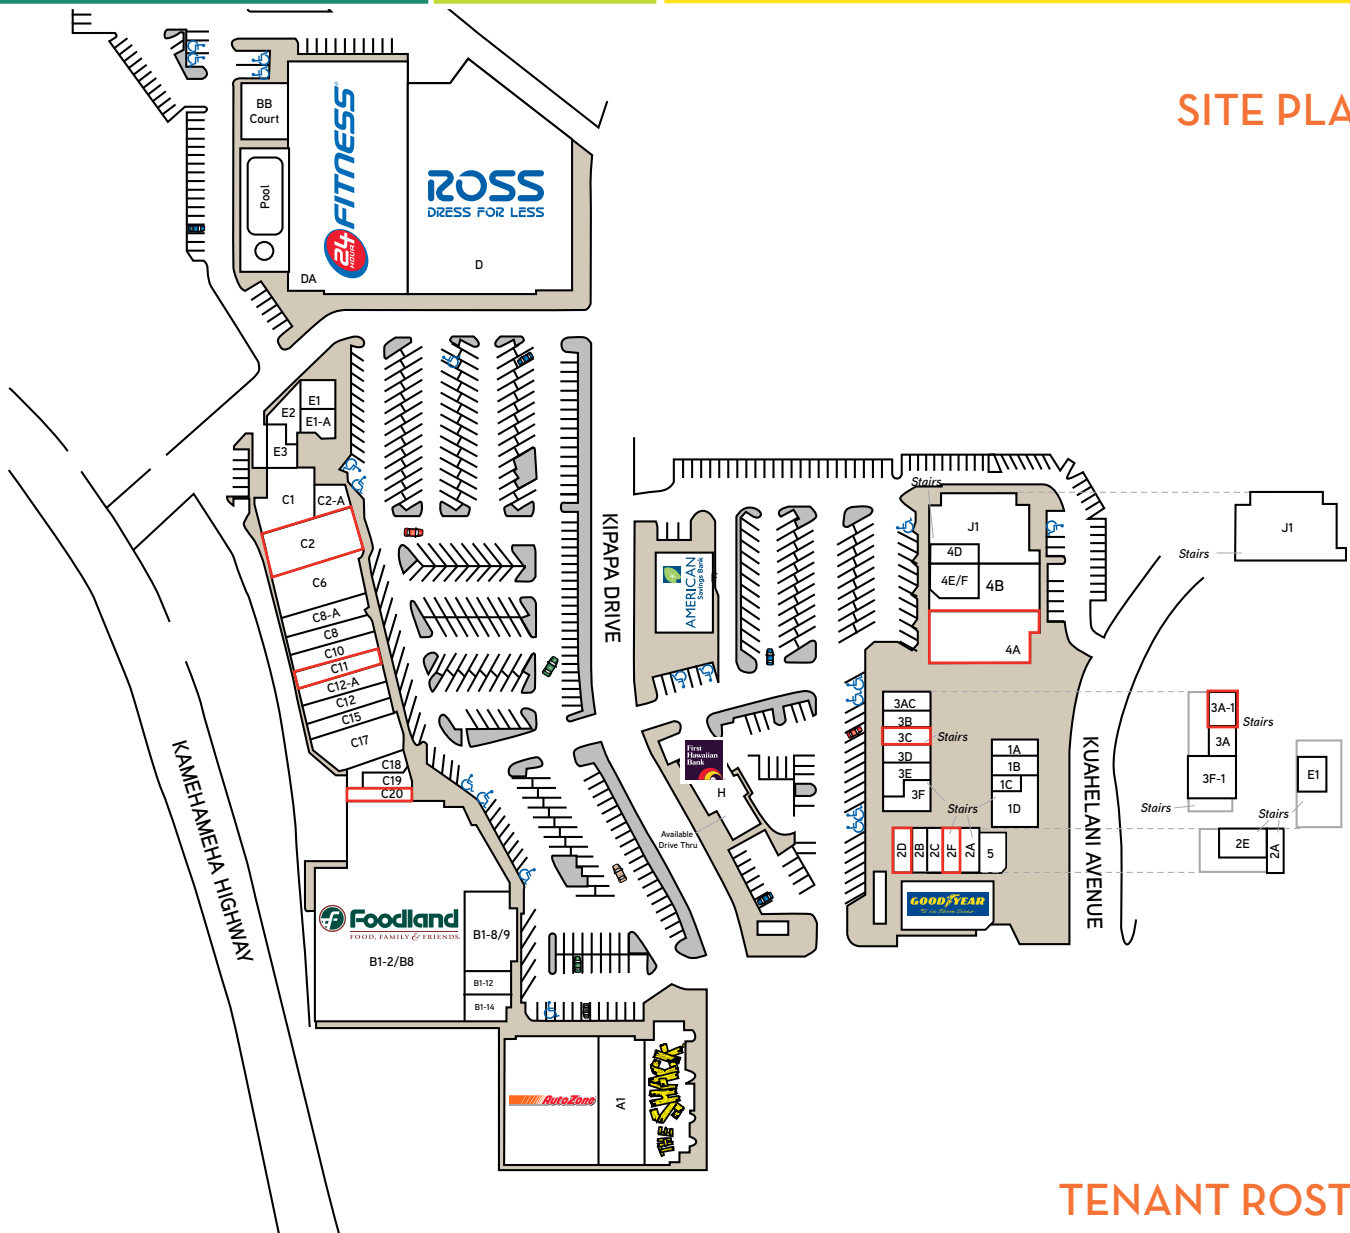 SITE PLA
BB
Court
Pool
24
HOUR
FITNESS
DA
ROSS
DRESS FOR LESS
D
E1
E2
E1-A
E3
C1
C2-A
C2
C6
C8-A
C8
C10
C11
C12-A
C12
C15
C17
C18
C19
C20
KIPAPA DRIVE
AMERICAN
Savings Bank
First
Hawaiian
Bank
H
Available
Drive Thru
Stairs
J1
4D
4E/F
4B
4A
J1
Stairs
3AC
3B
3C
Stairs
3D
3E
3F
1A
1B
1C
1D
Stairs
2D
2B
2C
2F
2A
5
GOODYEAR
3A-1
Stairs
3A
3F-1
Stairs
E1
Stairs
2E
2A
KUAHELANI AVENUE
KAMEHAMEHA HIGHWAY
Foodland
FOOD, FAMILY & FRIENDS.
B1-2/B8
B1-8/9
B1-12
B1-14
AutoZone
A1
THE SHACK
TENANT ROST